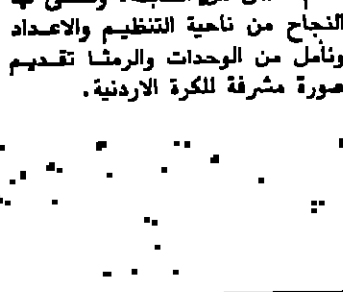 النجاح من ناحية التنظيم والاعداد
ونأمل من الوحدات والرمثا تقديم
صورة مشرفة للكرة الاردنية.